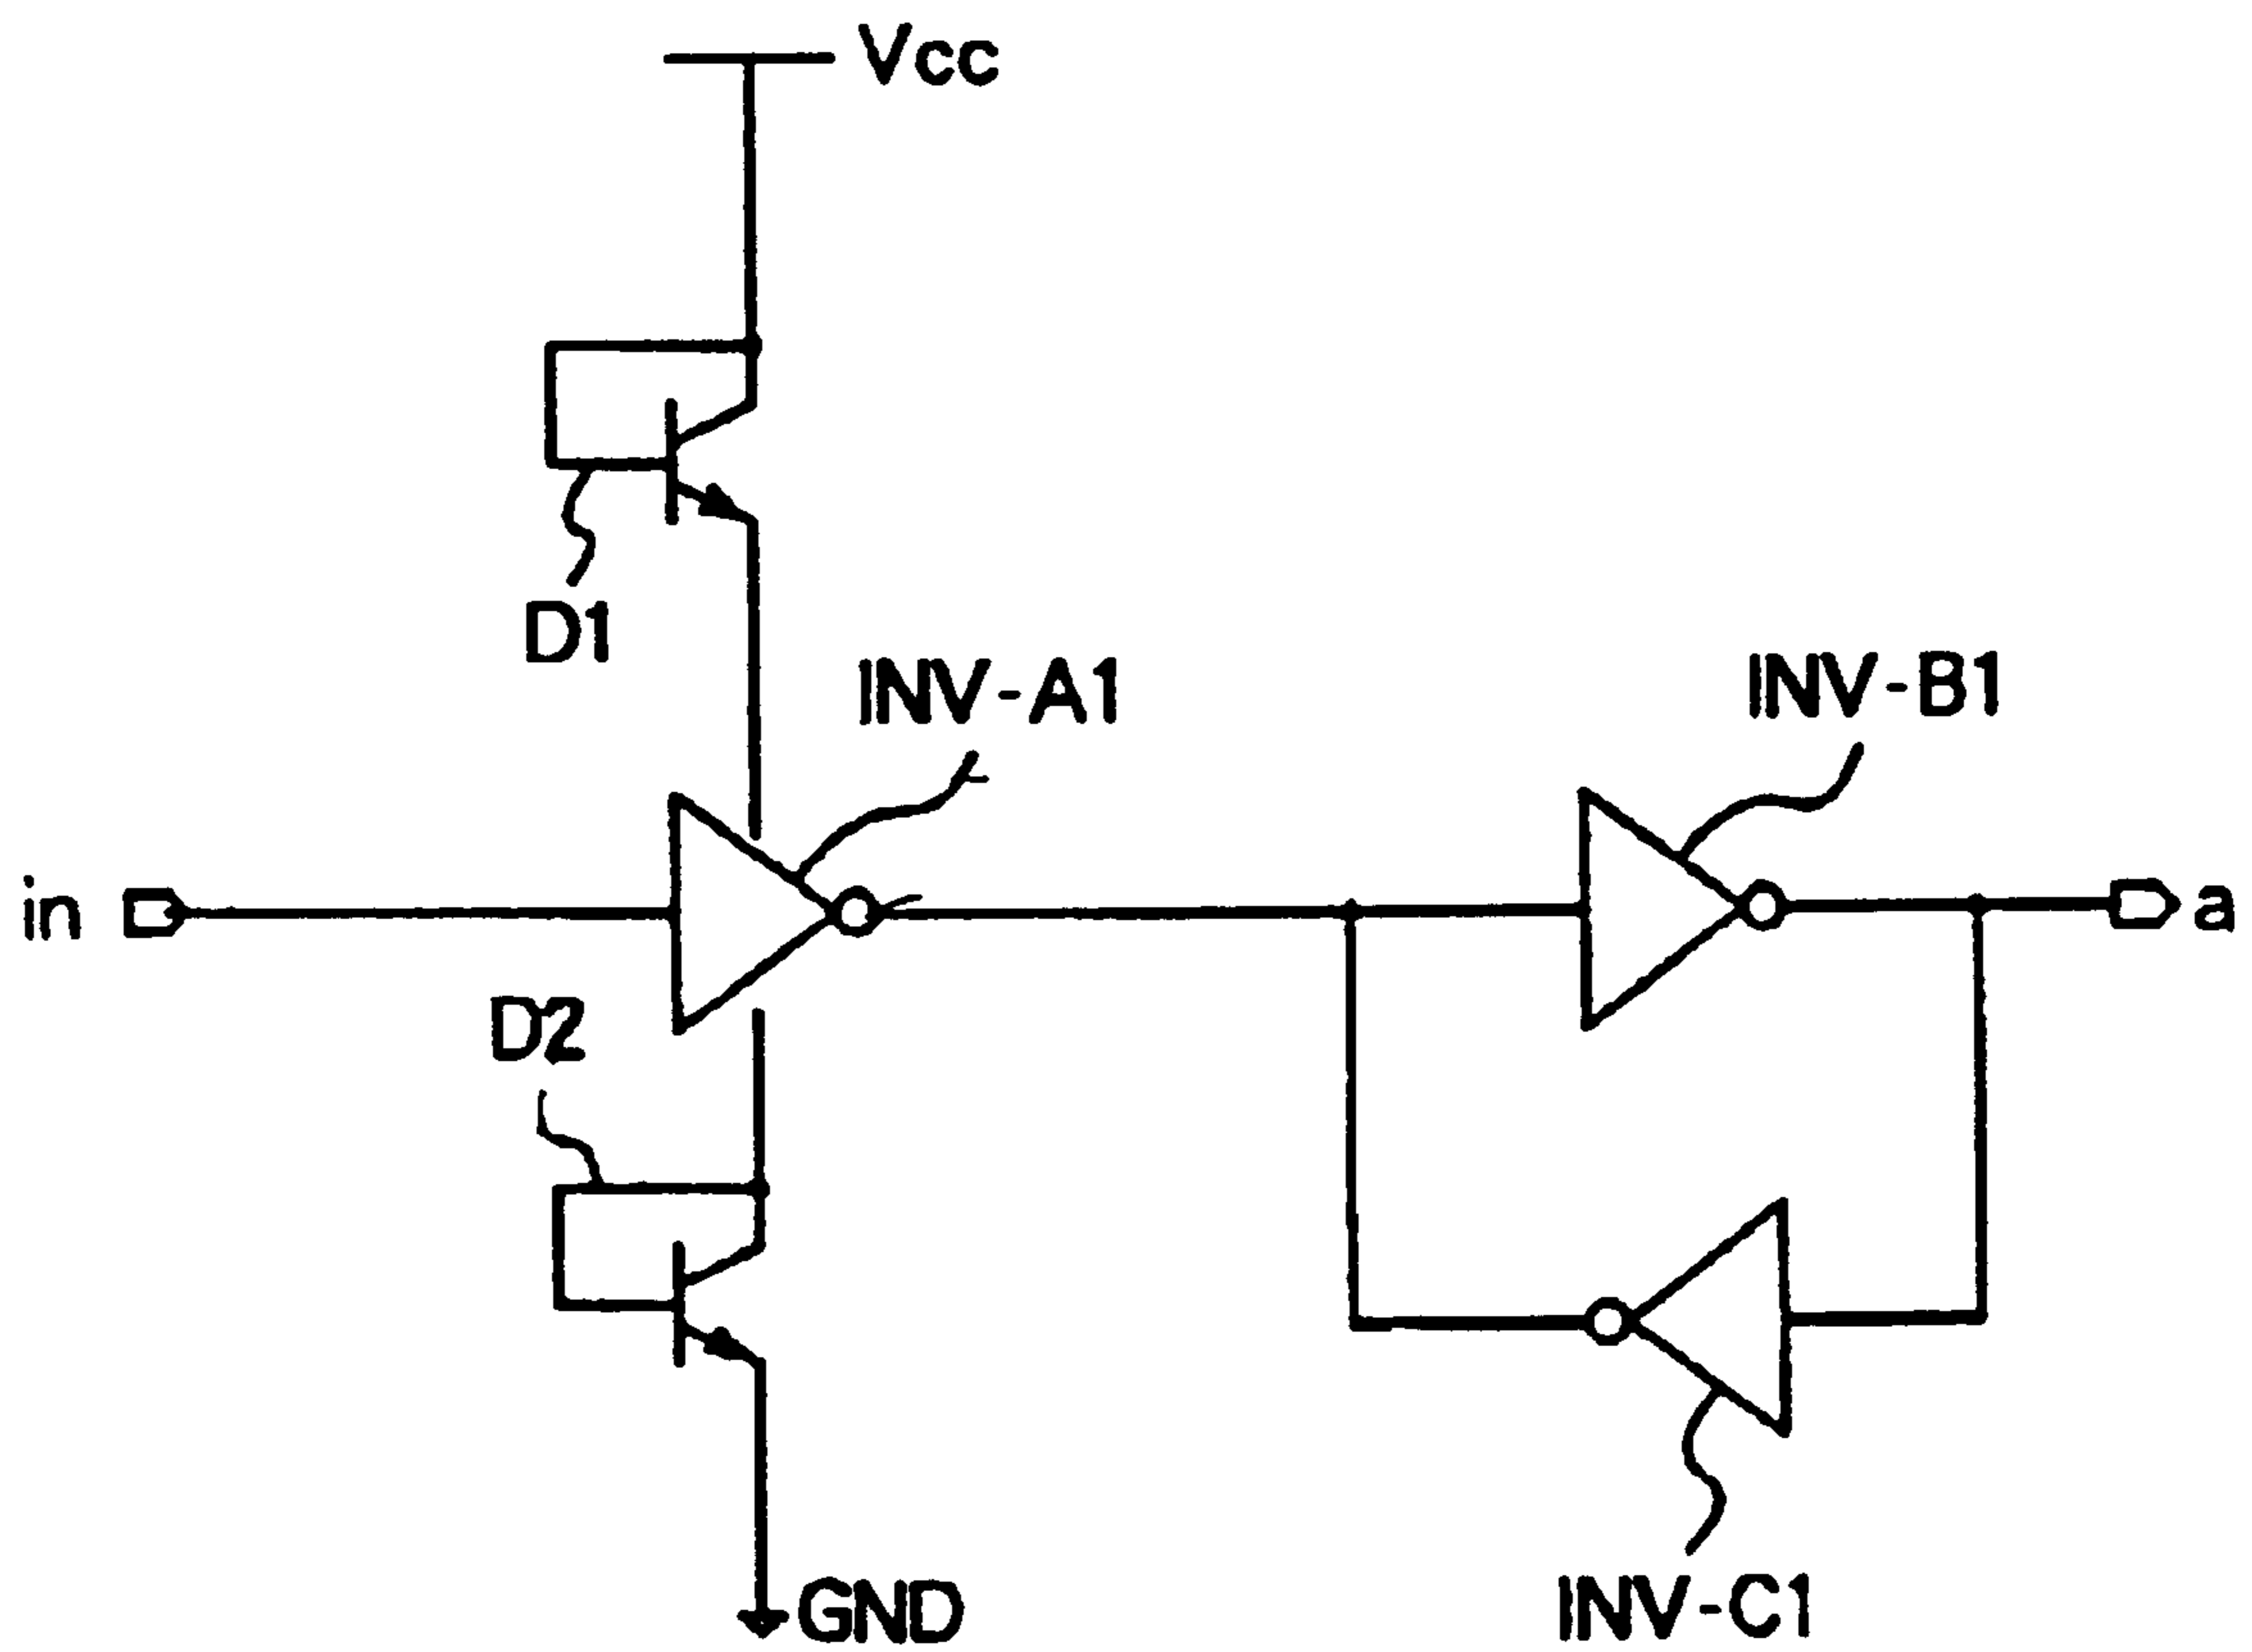 Vcc
D1
INV-A1
INV-B1
in
a
D2
INV-C1
GND